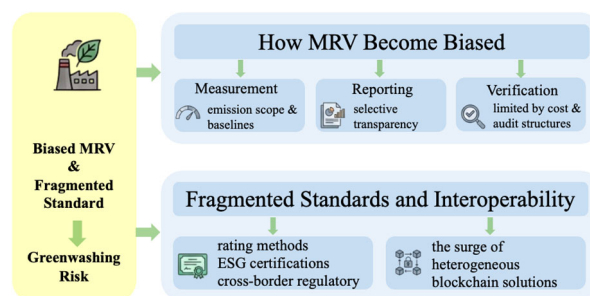 Biased MRV
&
Fragmented
Standard
Greenwashing
Risk
How MRV Become Biased
Measurement
emission scope &
baselines
Reporting
selective
transparency
Verification
limited by cost &
audit structures
Fragmented Standards and Interoperability
rating methods
ESG certifications
cross-border regulatory
the surge of
heterogeneous
blockchain solutions